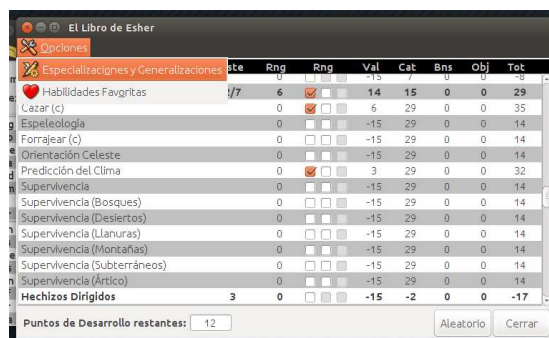 El Libro de Esher
Opciones
Especializaciones y Generalizaciones
Habilidades Favoritas
ste Rng Rng Val Cat Bns Obj Tot
0 -15 7 0 0 -8
2/7 6 14 15 0 0 29
Cazar (c) 0 6 29 0 0 35
Espeleología 0 -15 29 0 0 14
Forrajear (c) 0 -15 29 0 0 14
Orientación Celeste 0 -15 29 0 0 14
Predicción del Clima 0 3 29 0 0 32
Supervivencia 0 -15 29 0 0 14
Supervivencia (Bosques) 0 -15 29 0 0 14
Supervivencia (Desiertos) 0 -15 29 0 0 14
Supervivencia (Llanuras) 0 -15 29 0 0 14
Supervivencia (Montañas) 0 -15 29 0 0 14
Supervivencia (Subterráneos) 0 -15 29 0 0 14
Supervivencia (Ártico) 0 -15 29 0 0 14
Hechizos Dirigidos 3 0 -15 -2 0 0 -17
Puntos de Desarrollo restantes: 12 Aleatorio Cerrar